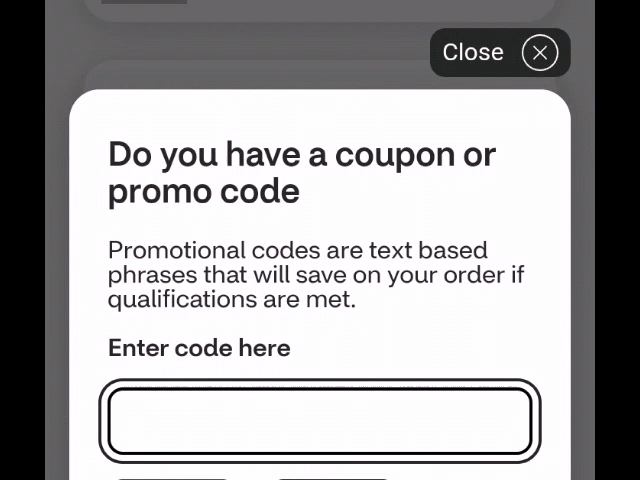 Close
Do you have a coupon or
promo code
Promotional codes are text based
phrases that will save on your order if
qualifications are met.
Enter code here